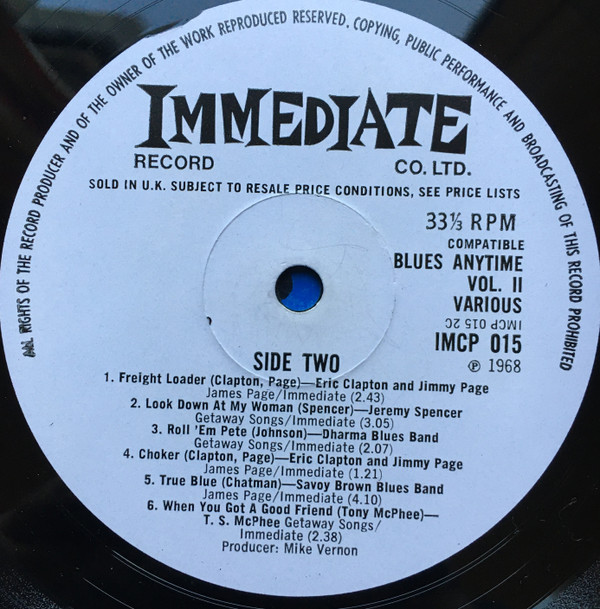 ALL RIGHTS OF THE RECORD PRODUCER AND OF THE OWNER OF THE WORK REPRODUCED RESERVED. COPYING, PUBLIC PERFORMANCE AND BROADCASTING OF THIS RECORD PROHIBITED
IMMEDIATE
RECORD CO. LTD.
SOLD IN U.K. SUBJECT TO RESALE PRICE CONDITIONS, SEE PRICE LISTS
33⅓ RPM
COMPATIBLE
BLUES ANYTIME
VOL. II
VARIOUS
IMCP 015 2C
IMCP 015
℗ 1968
SIDE TWO
1. Freight Loader (Clapton, Page)—Eric Clapton and Jimmy Page
James Page/Immediate (2.43)
2. Look Down At My Woman (Spencer)—Jeremy Spencer
Getaway Songs/Immediate (3.05)
3. Roll 'Em Pete (Johnson)—Dharma Blues Band
Getaway Songs/Immediate (2.07)
4. Choker (Clapton, Page)—Eric Clapton and Jimmy Page
James Page/Immediate (1.21)
5. True Blue (Chatman)—Savoy Brown Blues Band
James Page/Immediate (4.10)
6. When You Got A Good Friend (Tony McPhee)—
T. S. McPhee Getaway Songs/
Immediate (2.38)
Producer: Mike Vernon